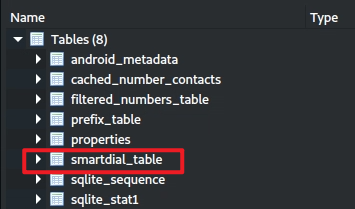 Name Type
Tables (8)
android_metadata
cached_number_contacts
filtered_numbers_table
prefix_table
properties
smartdial_table
sqlite_sequence
sqlite_stat1